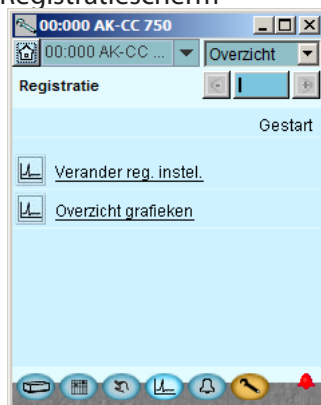 Registratiescherm
00:000 AK-CC 750
00:000 AK-CC ... Overzicht
Registratie
Gestart
Verander reg. instel.
Overzicht grafieken